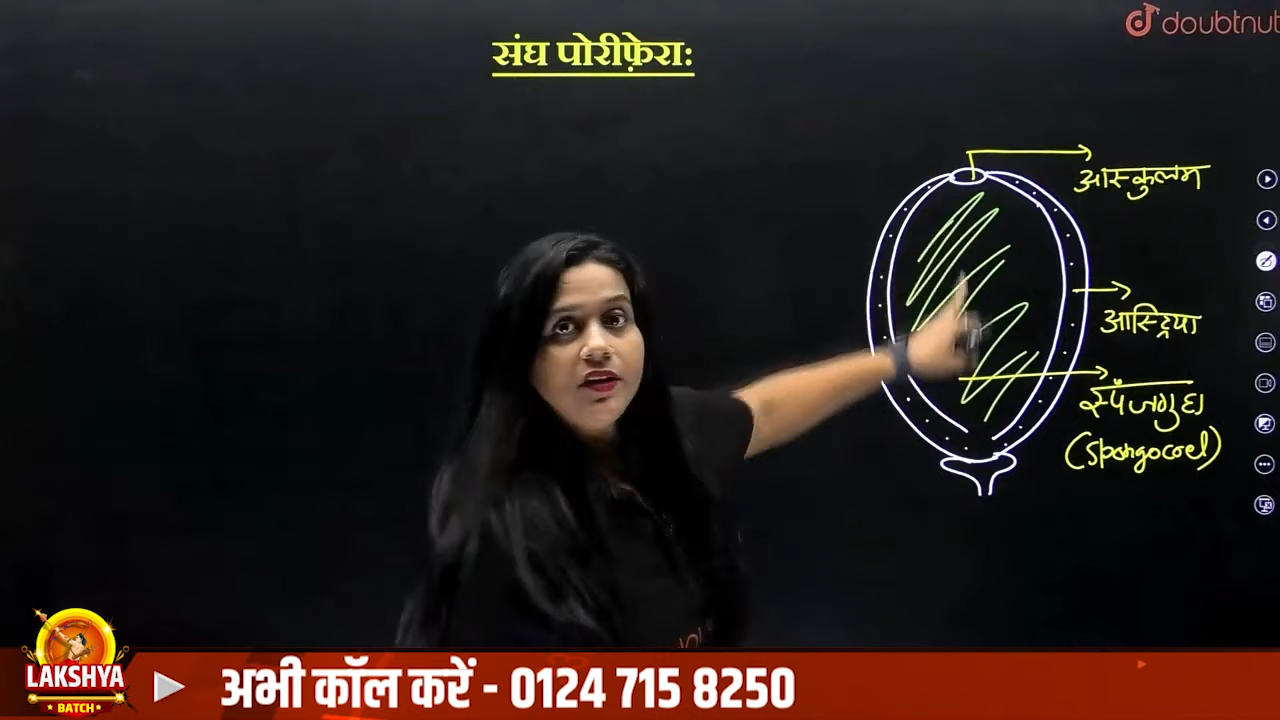 doubtnut
संघ पोरीफ़ेरा:
आस्कुलम
आस्ट्रिया
स्पंजगुहा
(spongocoel)
LAKSHYA
BATCH
अभी कॉल करें - 0124 715 8250